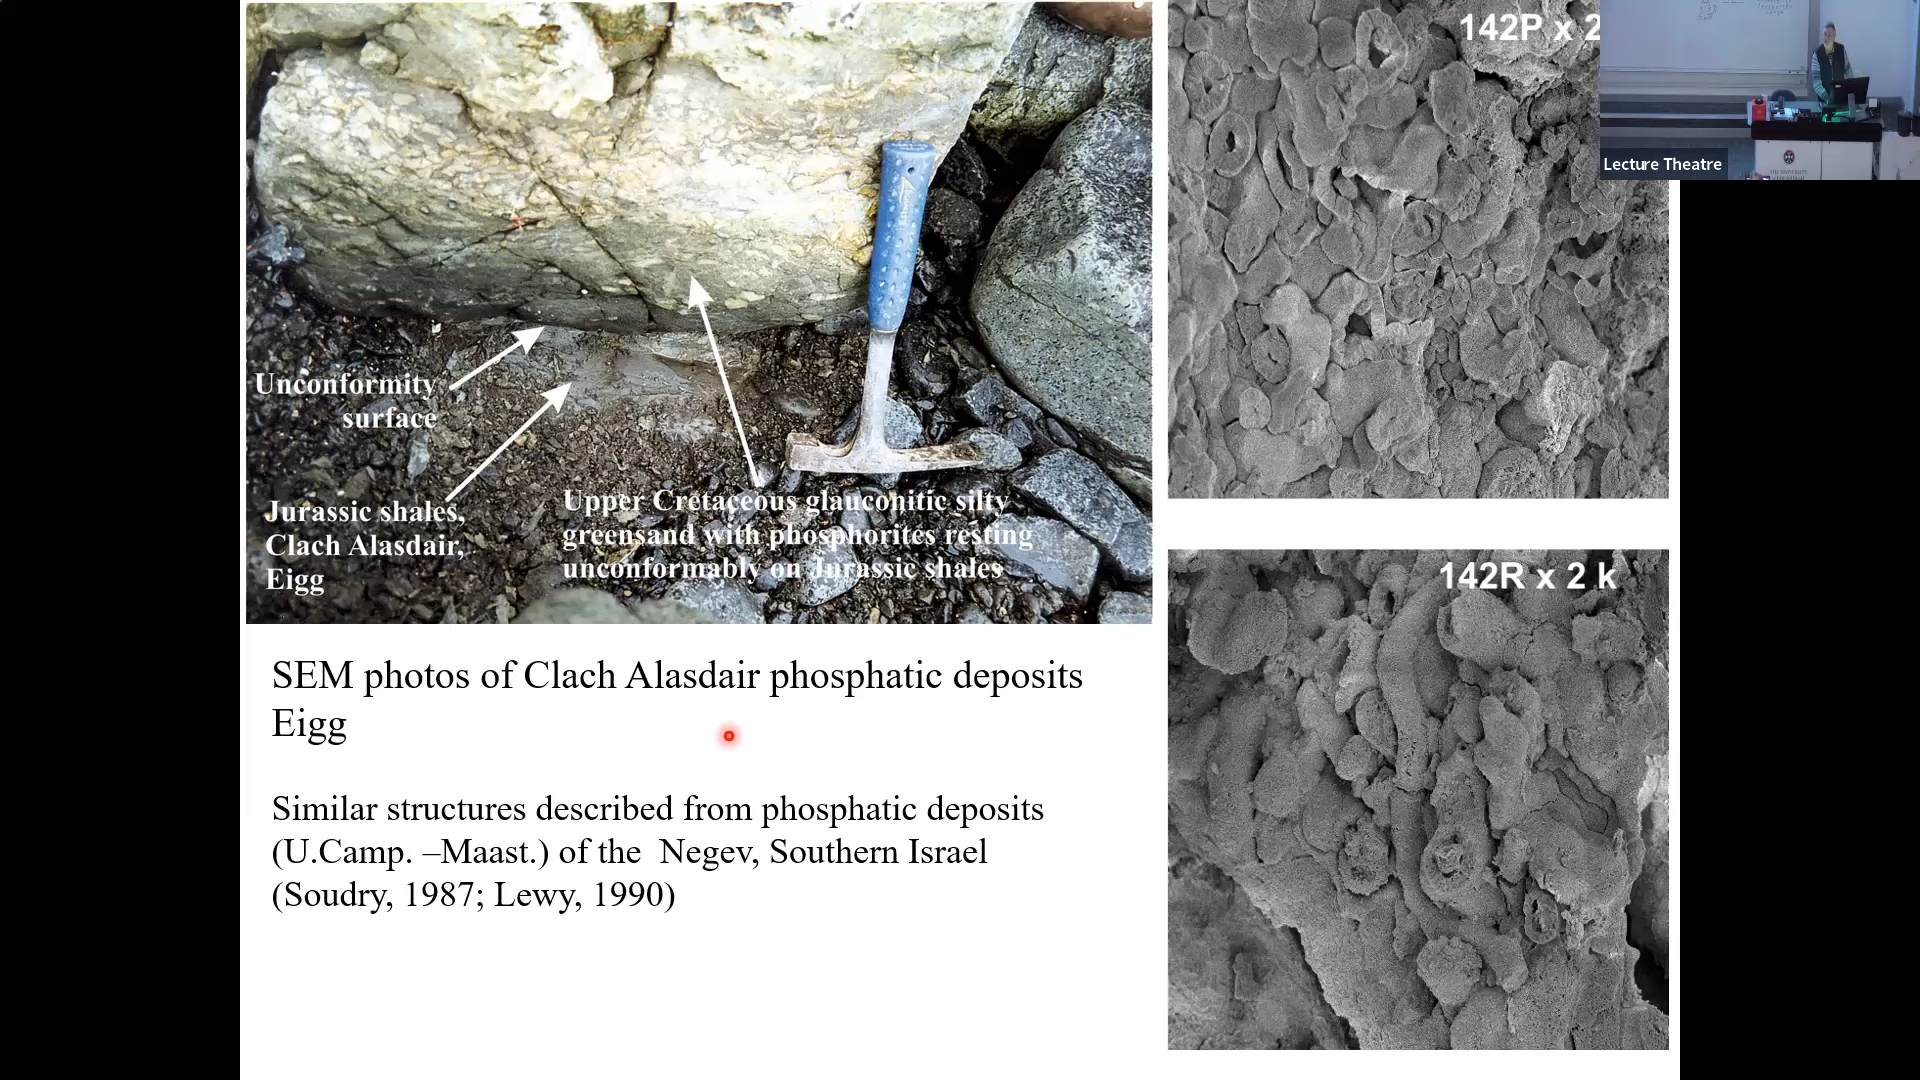 142P x 2
Lecture Theatre
Unconformity
surface
Jurassic shales,
Clach Alasdair,
Eigg
Upper Cretaceous glauconitic silty
greensand with phosphorites resting
unconformably on Jurassic shales
142R x 2 k
SEM photos of Clach Alasdair phosphatic deposits
Eigg
Similar structures described from phosphatic deposits
(U.Camp. –Maast.) of the  Negev, Southern Israel
(Soudry, 1987; Lewy, 1990)